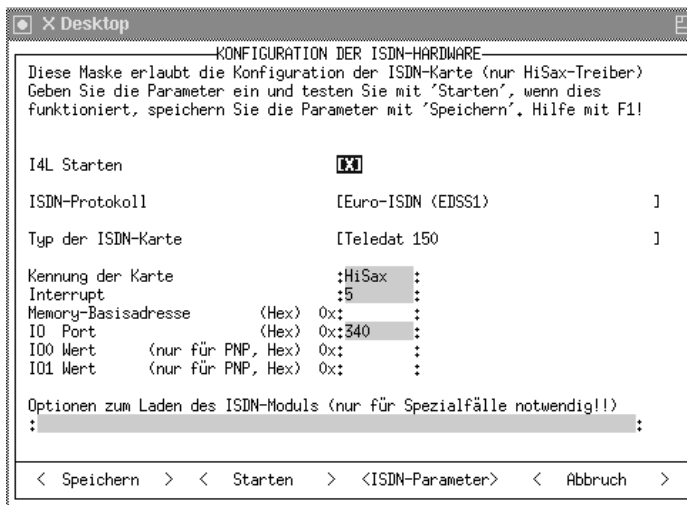 X Desktop
KONFIGURATION DER ISDN-HARDWARE
Diese Maske erlaubt die Konfiguration der ISDN-Karte (nur HiSax-Treiber)
Geben Sie die Parameter ein und testen Sie mit 'Starten', wenn dies
funktioniert, speichern Sie die Parameter mit 'Speichern'. Hilfe mit F1!
I4L Starten [X]
ISDN-Protokoll [Euro-ISDN (EDSS1) ]
Typ der ISDN-Karte [Teledat 150 ]
Kennung der Karte :HiSax :
Interrupt :5 :
Memory-Basisadresse (Hex) 0x: :
IO Port (Hex) 0x:340 :
IO0 Wert (nur für PNP, Hex) 0x: :
IO1 Wert (nur für PNP, Hex) 0x: :
Optionen zum Laden des ISDN-Moduls (nur für Spezialfälle notwendig!!)
: :
< Speichern > < Starten > <ISDN-Parameter> < Abbruch >